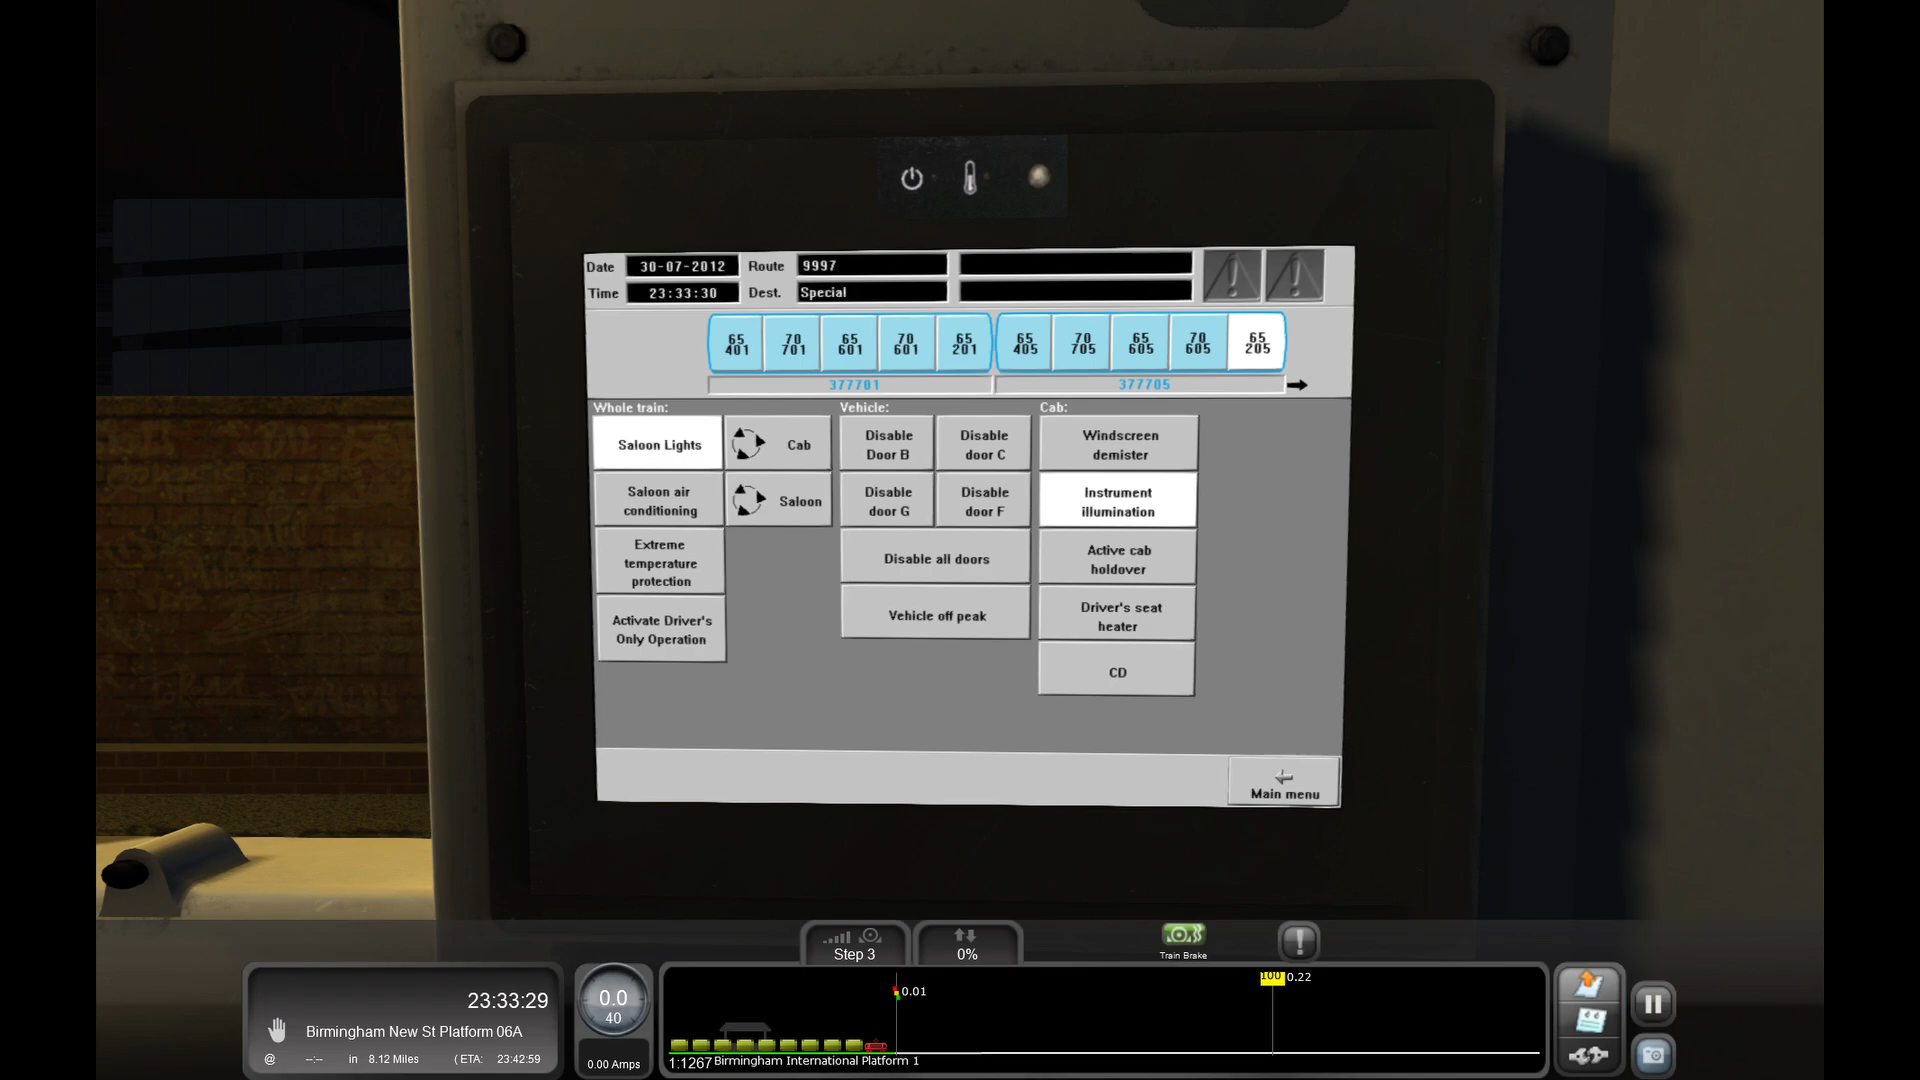 Date 30-07-2012 Route 9997
Time 23:33:30 Dest. Special
65 401 70 701 65 601 70 601 65 201 65 405 70 705 65 605 70 605 65 205
377701 377705
Whole train: Vehicle: Cab:
Saloon Lights
Cab
Disable Door B
Disable door C
Windscreen demister
Saloon air conditioning
Saloon
Disable door G
Disable door F
Instrument illumination
Extreme temperature protection
Disable all doors
Active cab holdover
Activate Driver's Only Operation
Vehicle off peak
Driver's seat heater
CD
Main menu
Step 3
0%
Train Brake
23:33:29
Birmingham New St Platform 06A
@ --:-- in 8.12 Miles ( ETA: 23:42:59
0.0
40
0.00 Amps
0.01
100 0.22
1:1267 Birmingham International Platform 1